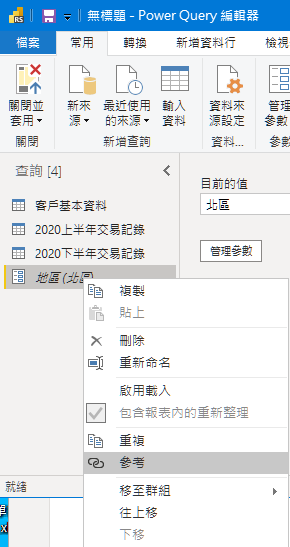 無標題 - Power Query 編輯器
檔案
常用
轉換
新增資料行
檢視
關閉並
套用
新來
源
最近使用
的來源
輸入
資料
資料來
源設定
管理
參數
關閉
新增查詢
資料...
參數
查詢 [4]
客戶基本資料
2020上半年交易記錄
2020下半年交易記錄
地區 (北區)
目前的值
北區
管理參數
複製
貼上
刪除
重新命名
啟用載入
包含報表內的重新整理
重複
參考
移至群組
往上移
下移
就緒